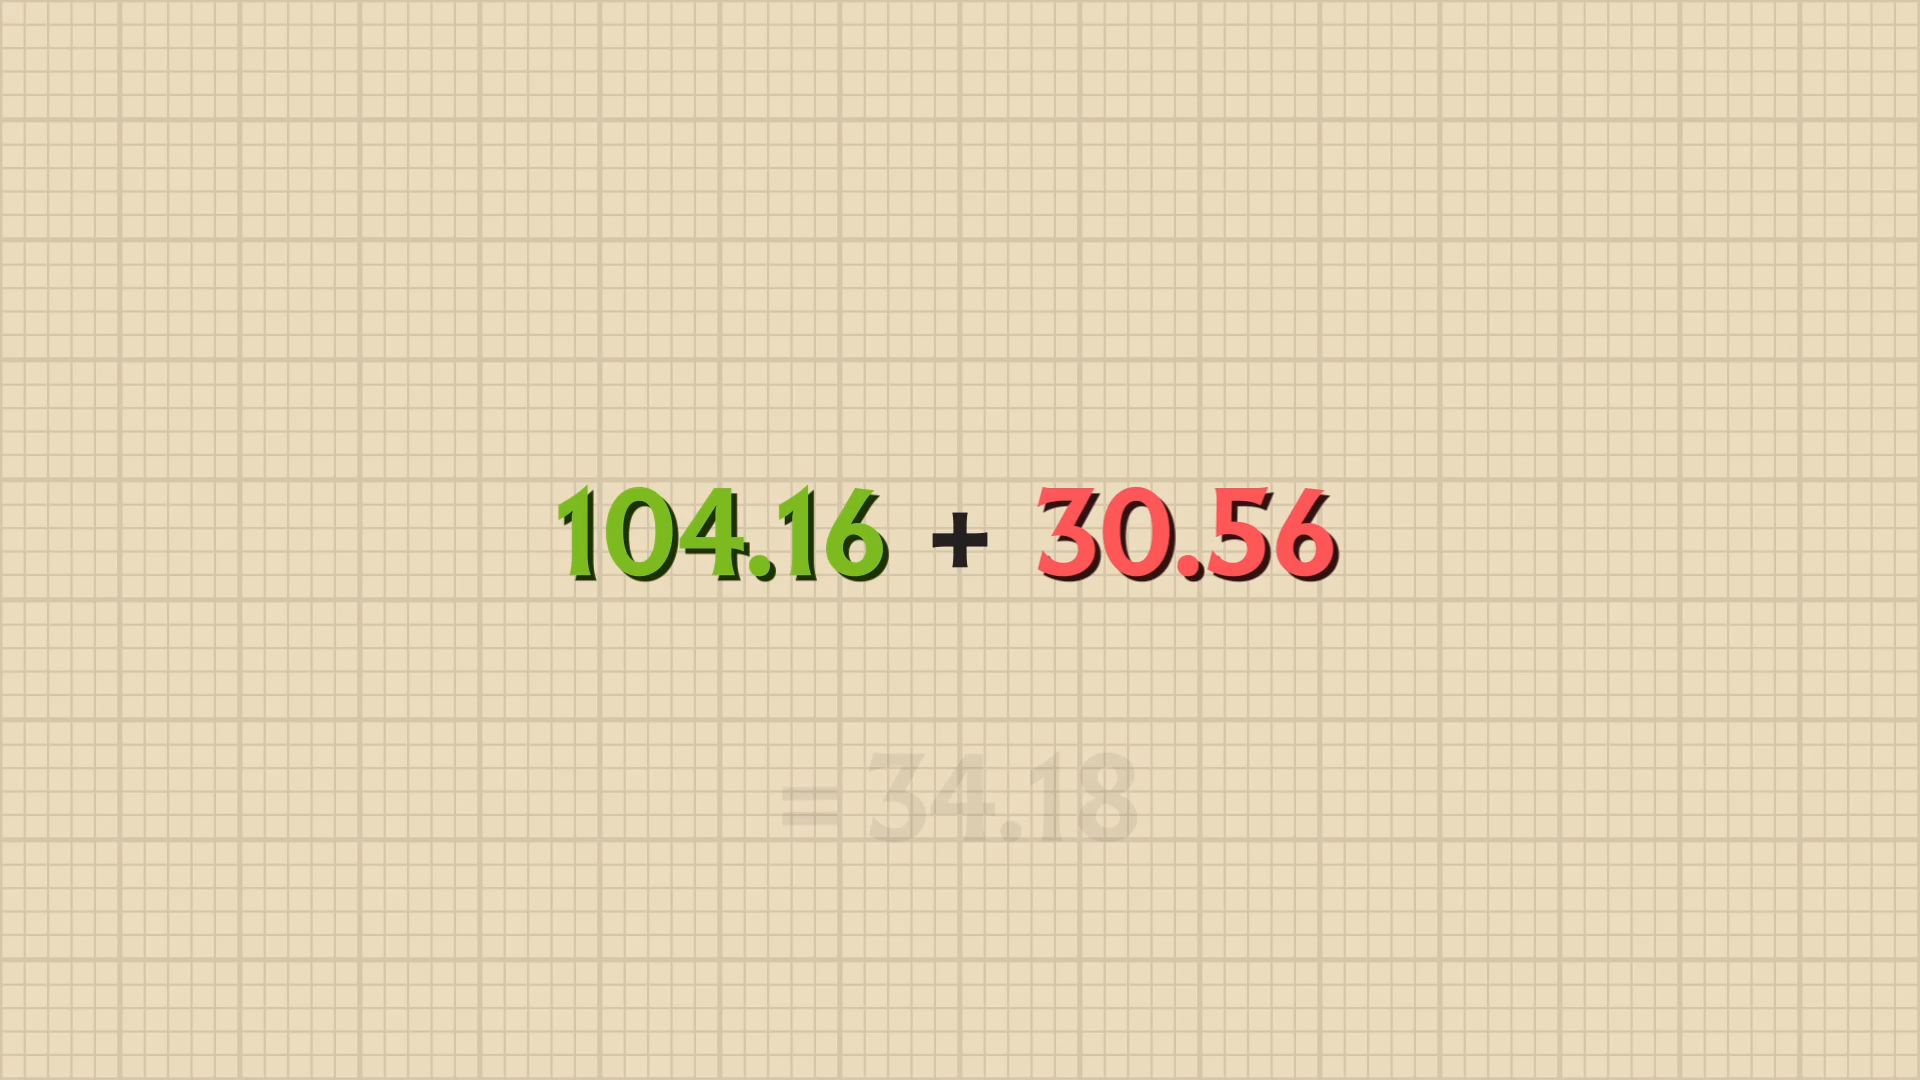 104.16 + 30.56
= 34.18